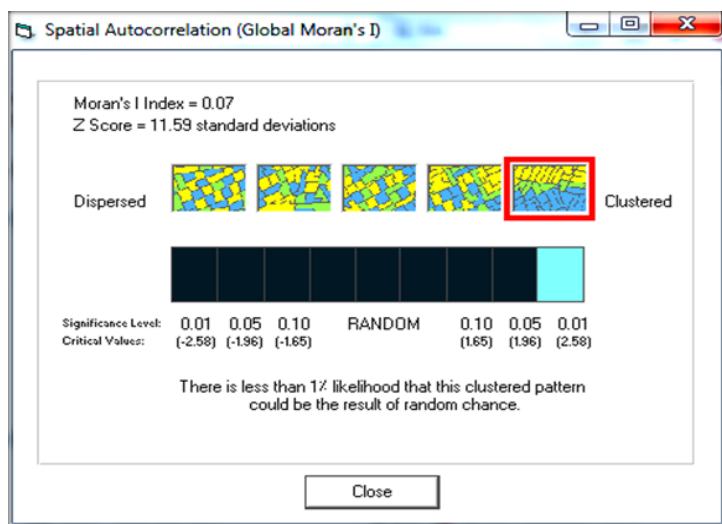 Spatial Autocorrelation (Global Moran's I)
Moran's I Index = 0.07
Z Score = 11.59 standard deviations
Dispersed
Clustered
Significance Level: 0.01 0.05 0.10 RANDOM 0.10 0.05 0.01
Critical Values: (-2.58) (-1.96) (-1.65) (1.65) (1.96) (2.58)
There is less than 1% likelihood that this clustered pattern
could be the result of random chance.
Close